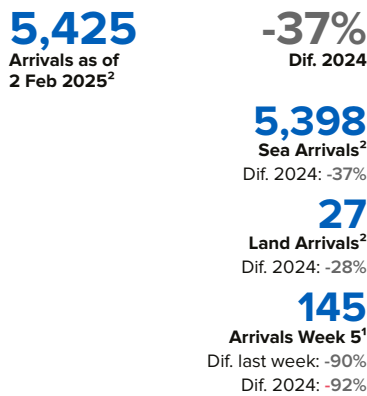 5,425
Arrivals as of
2 Feb 2025²
-37%
Dif. 2024
5,398
Sea Arrivals²
Dif. 2024: -37%
27
Land Arrivals²
Dif. 2024: -28%
145
Arrivals Week 5¹
Dif. last week: -90%
Dif. 2024: -92%